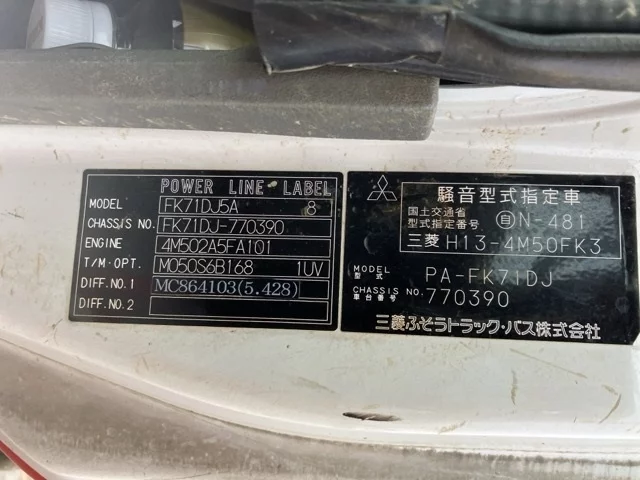 POWER LINE LABEL
MODEL FK71DJ5A 8
CHASSIS NO. FK71DJ-770390
ENGINE 4M502A5FA1O1
T/M・OPT. M050S6B168 1UV
DIFF.NO.1 MC864103(5.428)
DIFF.NO.2
騒音型式指定車
国土交通省
型式指定番号 自N-481
三菱 H13-4M50FK3
MODEL
型式 PA-FK71DJ
CHASSIS NO.
車台番号 770390
三菱ふそうトラック・バス株式会社